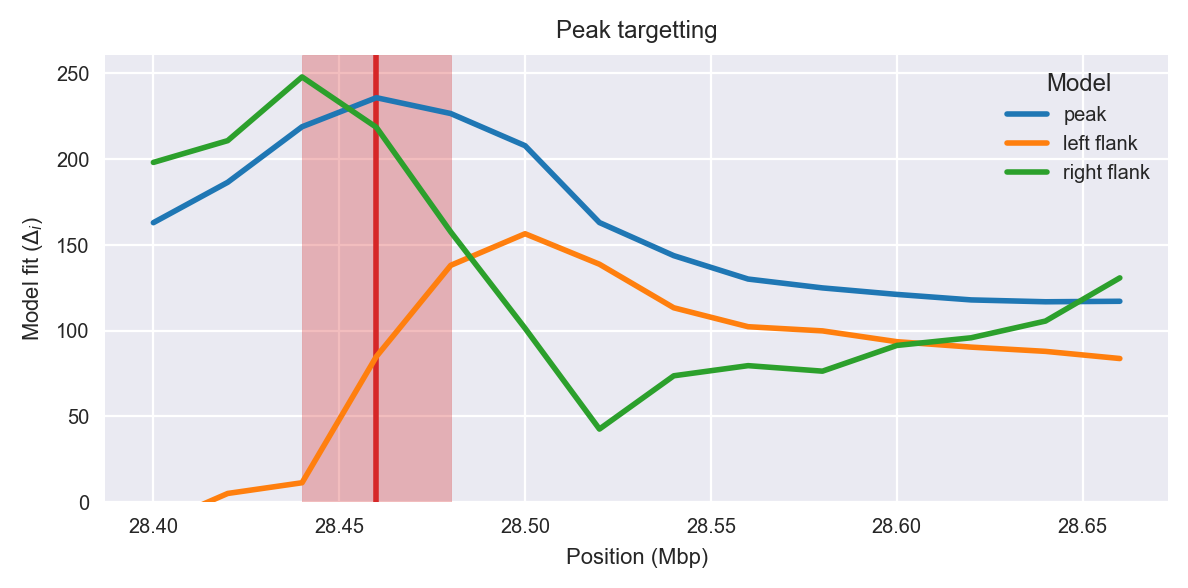 Peak targetting
Model
peak
left flank
right flank
Model fit (Δi)
250
200
150
100
50
0
28.40 28.45 28.50 28.55 28.60 28.65
Position (Mbp)